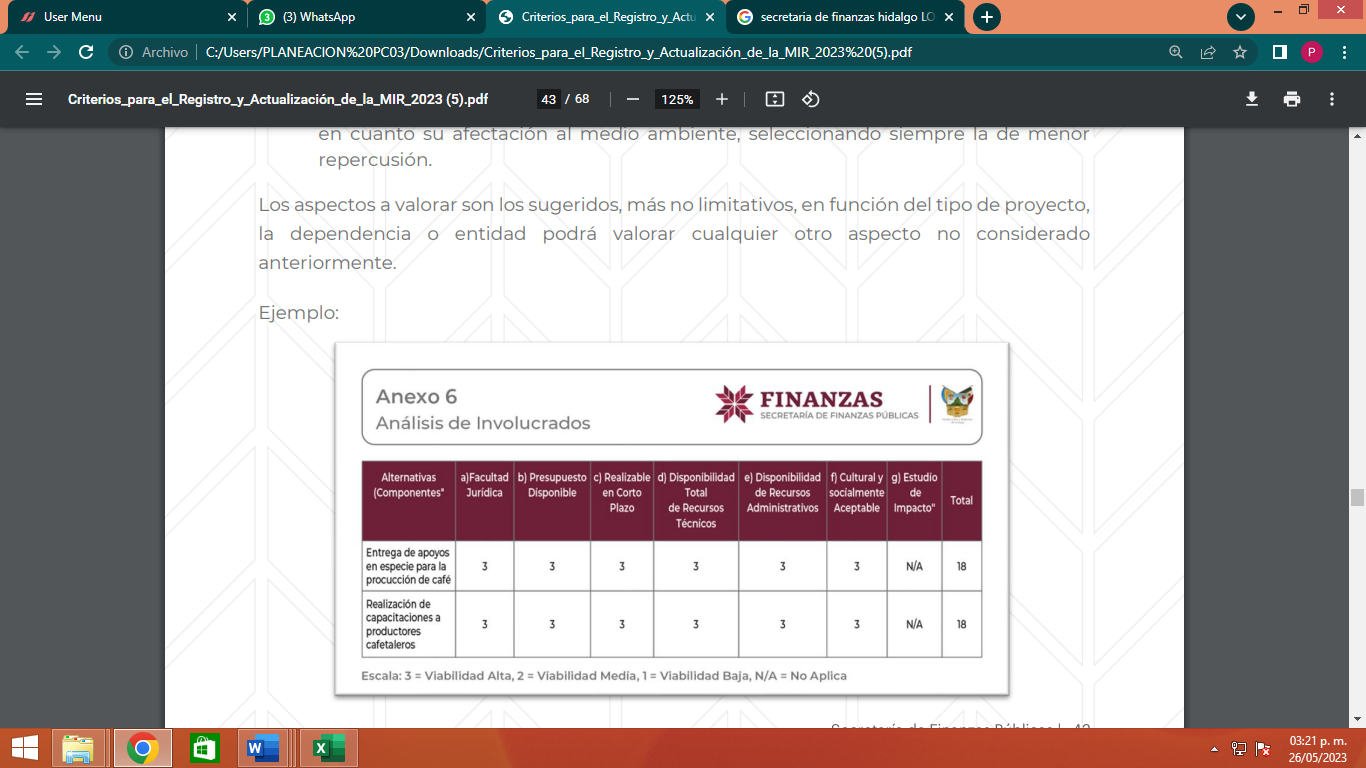 User Menu
(3) WhatsApp
Criterios_para_el_Registro_y_Actu
secretaria de finanzas hidalgo LO
Archivo
C:/Users/PLANEACION%20PC03/Downloads/Criterios_para_el_Registro_y_Actualización_de_la_MIR_2023%20(5).pdf
P
Criterios_para_el_Registro_y_Actualización_de_la_MIR_2023 (5).pdf
43 / 68
125%
en cuanto su afectación al medio ambiente, seleccionando siempre la de menor
repercusión.
Los aspectos a valorar son los sugeridos, más no limitativos, en función del tipo de proyecto,
la dependencia o entidad podrá valorar cualquier otro aspecto no considerado
anteriormente.
Ejemplo:
Anexo 6
Análisis de Involucrados
FINANZAS
SECRETARÍA DE FINANZAS PÚBLICAS
Alternativas
(Componentes"
a)Facultad
Jurídica
b) Presupuesto
Disponible
c) Realizable
en Corto
Plazo
d) Disponibilidad
Total
de Recursos
Técnicos
e) Disponibilidad
de Recursos
Administrativos
f) Cultural y
socialmente
Aceptable
g) Estudio
de
Impacto"
Total
Entrega de apoyos
en especie para la
procucción de café
3 3 3 3 3 3 N/A 18
Realización de
capacitaciones a
productores
cafetaleros
3 3 3 3 3 3 N/A 18
Escala: 3 = Viabilidad Alta, 2 = Viabilidad Media, 1 = Viabilidad Baja, N/A = No Aplica
Secretaría de Finanzas Públicas | 42
03:21 p. m.
26/05/2023